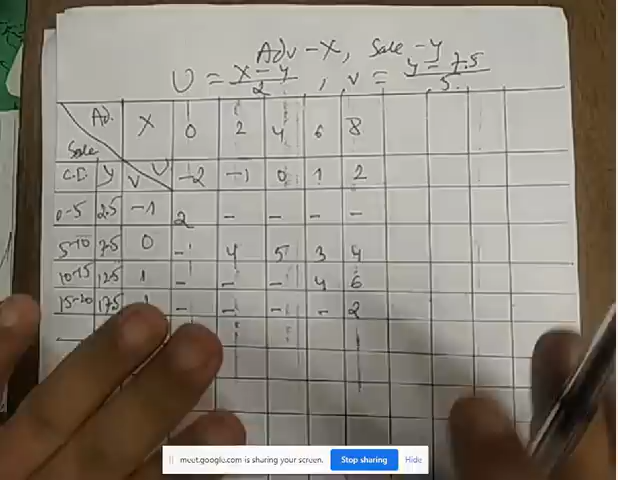 Adv - X, Sale - Y
U = X - 4 / 2 , V = Y - 7.5 / 5.
Ad. X 0 2 4 6 8
Sale
C.I. Y V U -2 -1 0 1 2
0-5 2.5 -1 2 - - - -
5-10 7.5 0 - 4 5 3 4
10-15 12.5 1 - - - 4 6
15-20 17.5 - - - - 2
meet.google.com is sharing your screen. Stop sharing Hide